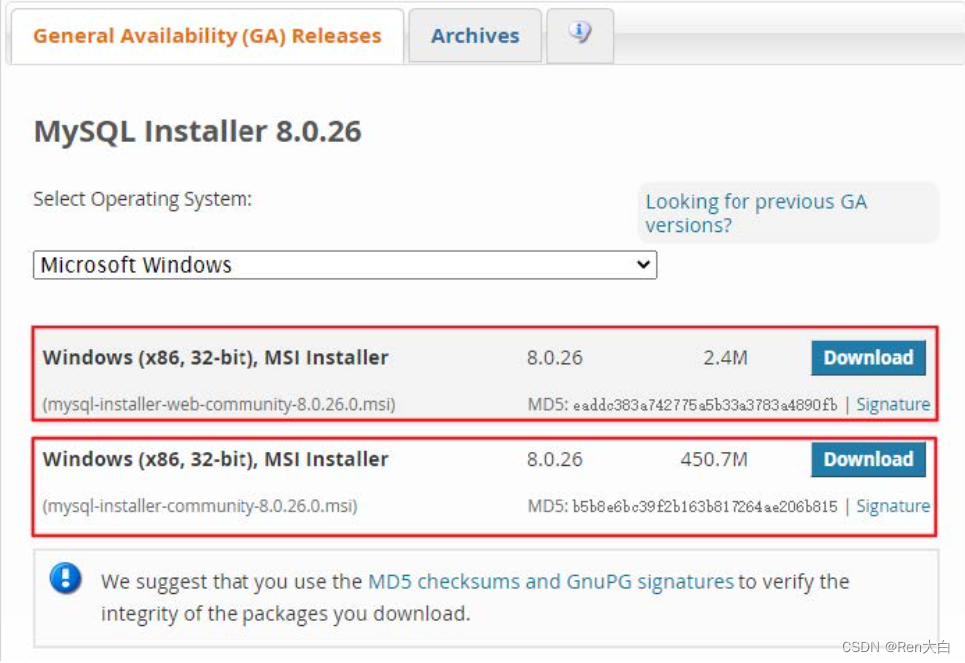 General Availability (GA) Releases
Archives
MySQL Installer 8.0.26
Select Operating System:
Looking for previous GA
versions?
Microsoft Windows
Windows (x86, 32-bit), MSI Installer 8.0.26 2.4M Download
(mysql-installer-web-community-8.0.26.0.msi) MD5: eaddc383a742775a5b33a3783a4890fb | Signature
Windows (x86, 32-bit), MSI Installer 8.0.26 450.7M Download
(mysql-installer-community-8.0.26.0.msi) MD5: b5b8e6bc39f2b163b817264ae206b815 | Signature
We suggest that you use the MD5 checksums and GnuPG signatures to verify the
integrity of the packages you download.
CSDN @Ren大白